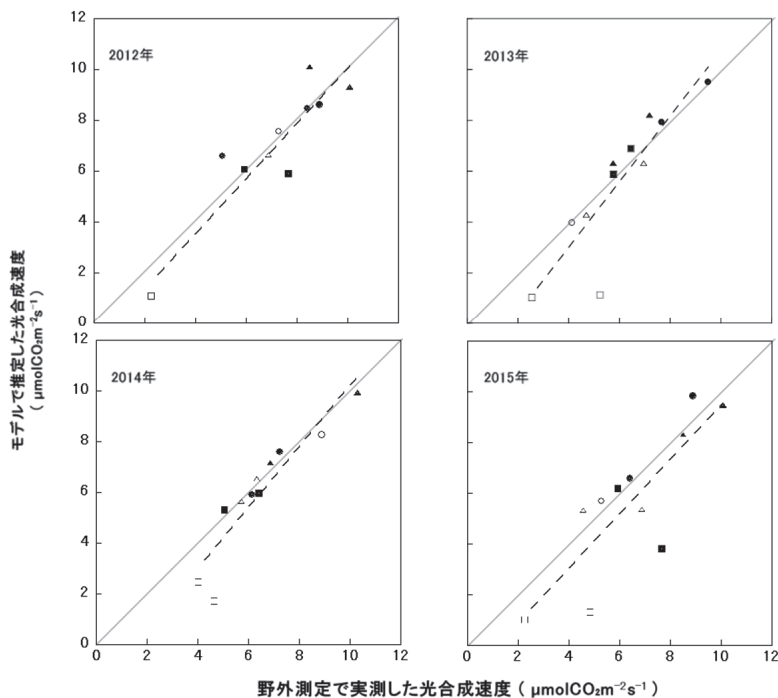 12
10
8
6
4
2
0
2012年
2013年
モデルで推定した光合成速度
( μmolCO₂m⁻²s⁻¹)
12
10
8
6
4
2
0
2014年
2015年
0 2 4 6 8 10 12
0 2 4 6 8 10 12
野外測定で実測した光合成速度 ( μmolCO₂m⁻²s⁻¹)